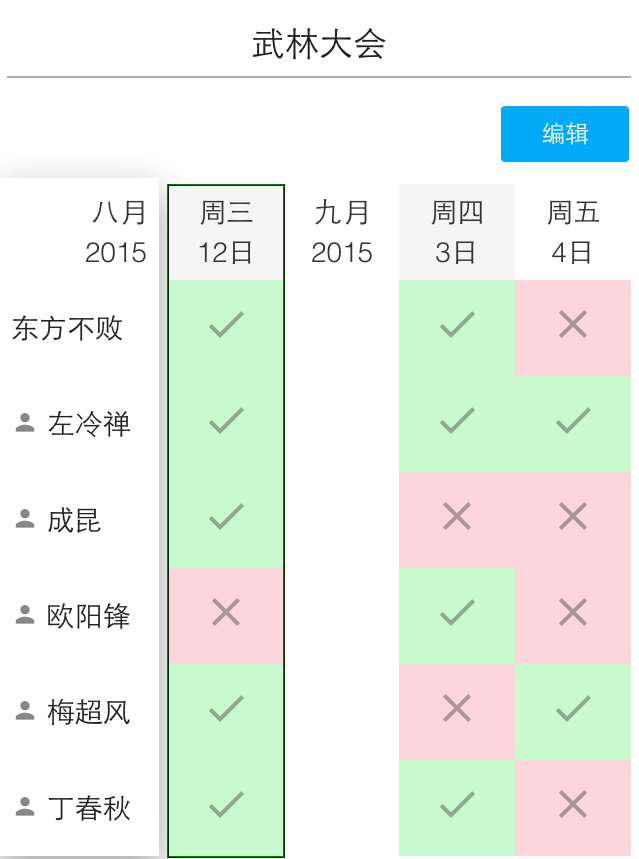 武林大会
编辑
八月 周三 九月 周四 周五
2015 12日 2015 3日 4日
东方不败
左冷禅
成昆
欧阳锋
梅超风
丁春秋